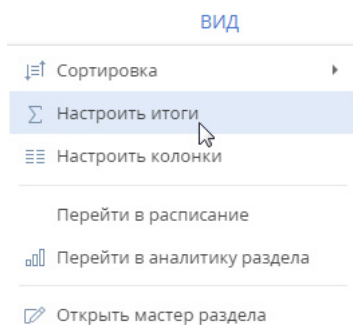 ВИД
Сортировка
Настроить итоги
Настроить колонки
Перейти в расписание
Перейти в аналитику раздела
Открыть мастер раздела